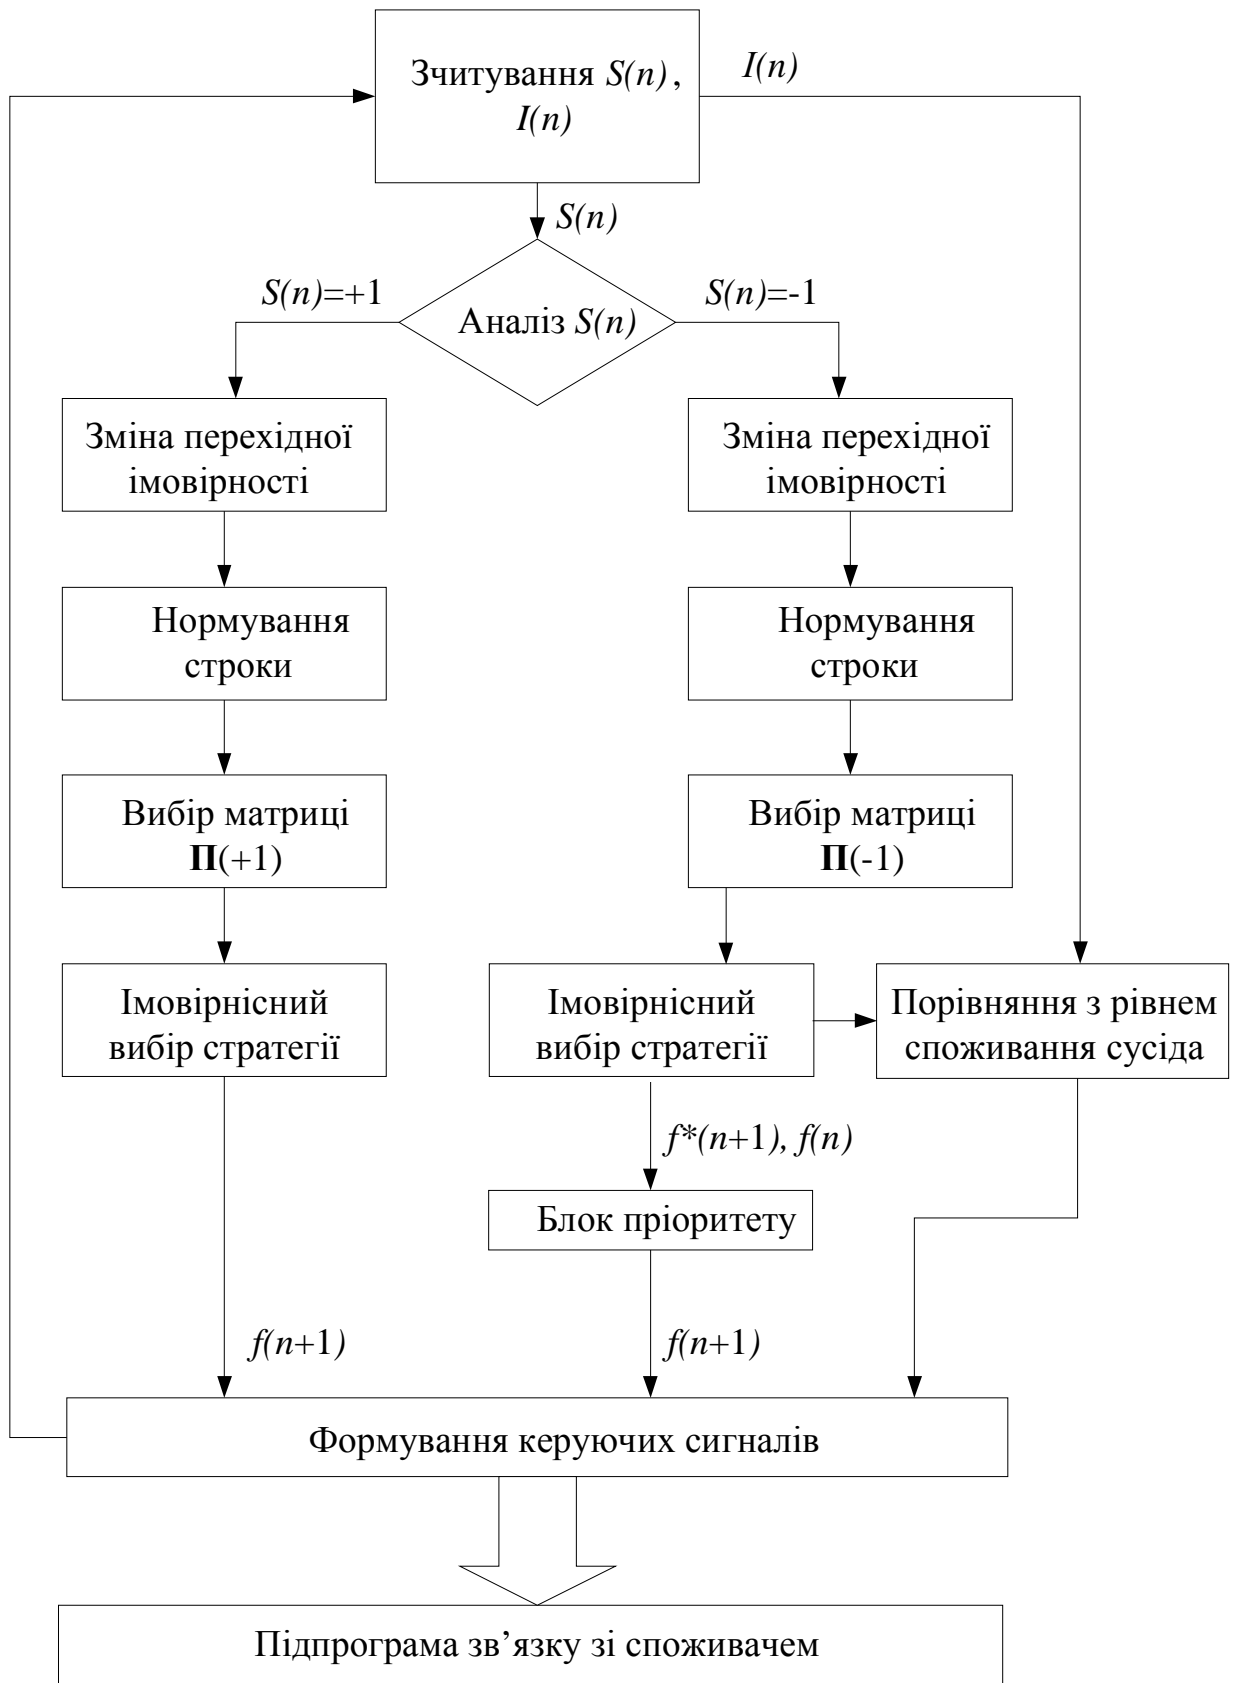 Зчитування S(n),
I(n)
I(n)
S(n)
S(n)=+1
S(n)=-1
Аналіз S(n)
Зміна перехідної
імовірності
Зміна перехідної
імовірності
Нормування
строки
Нормування
строки
Вибір матриці
П(+1)
Вибір матриці
П(-1)
Імовірнісний
вибір стратегії
Імовірнісний
вибір стратегії
Порівняння з рівнем
споживання сусіда
f*(n+1), f(n)
Блок пріоритету
f(n+1)
f(n+1)
Формування керуючих сигналів
Підпрограма зв’язку зі споживачем